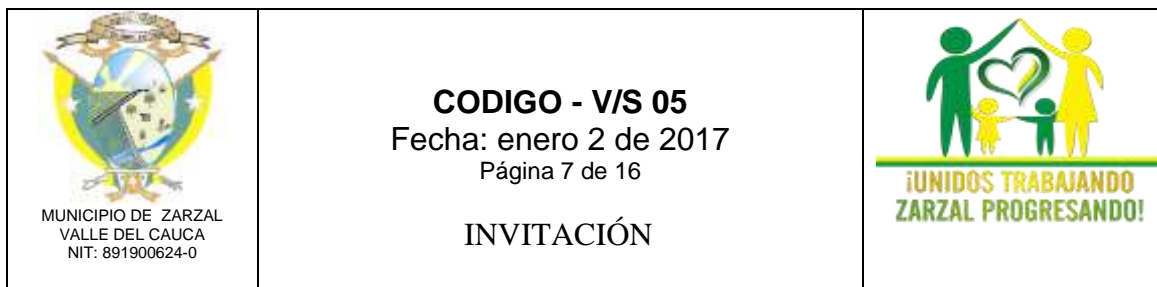 MUNICIPIO DE ZARZAL
VALLE DEL CAUCA
NIT: 891900624-0
CODIGO - V/S 05
Fecha: enero 2 de 2017
Página 7 de 16
INVITACIÓN
¡UNIDOS TRABAJANDO
ZARZAL PROGRESANDO!